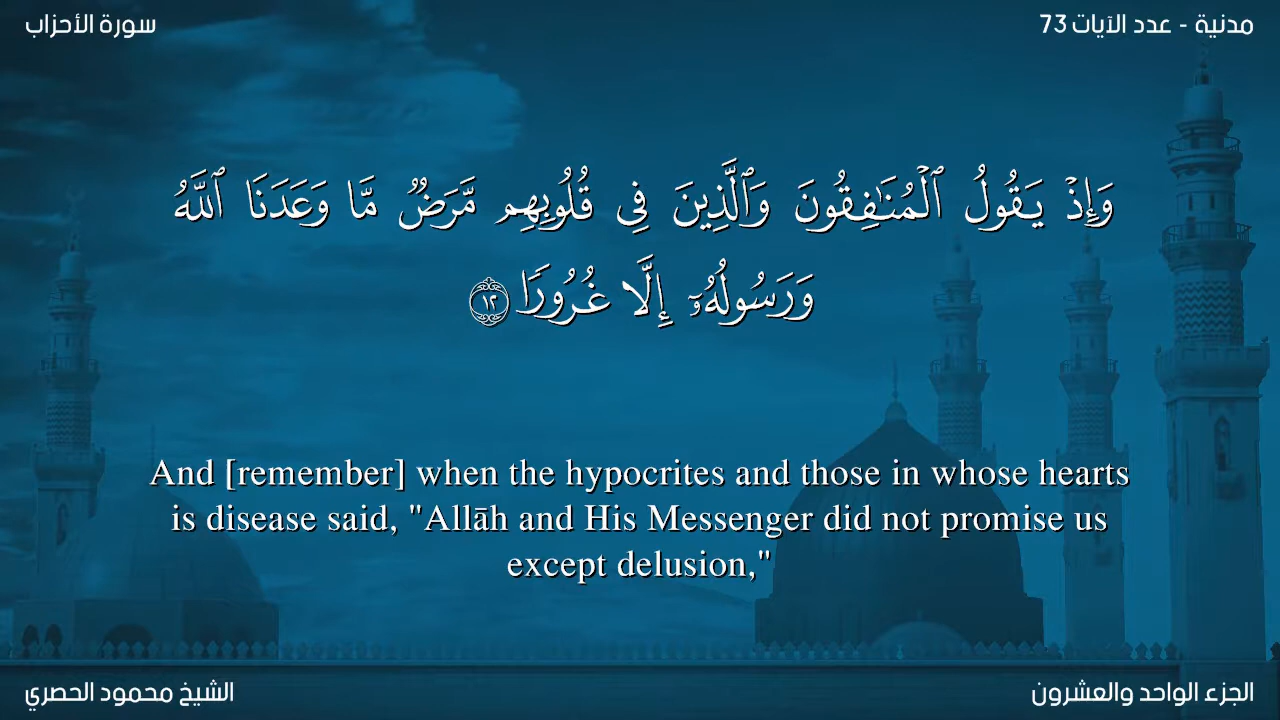 سورة الأحزاب
مدنية - عدد الآيات 73
وَإِذۡ يَقُولُ ٱلۡمُنَٰفِقُونَ وَٱلَّذِينَ فِي قُلُوبِهِم مَّرَضٞ مَّا وَعَدَنَا ٱللَّهُ
وَرَسُولُهُۥٓ إِلَّا غُرُورٗا ١٢
And [remember] when the hypocrites and those in whose hearts
is disease said, "Allāh and His Messenger did not promise us
except delusion,"
الشيخ محمود الحصري
الجزء الواحد والعشرون